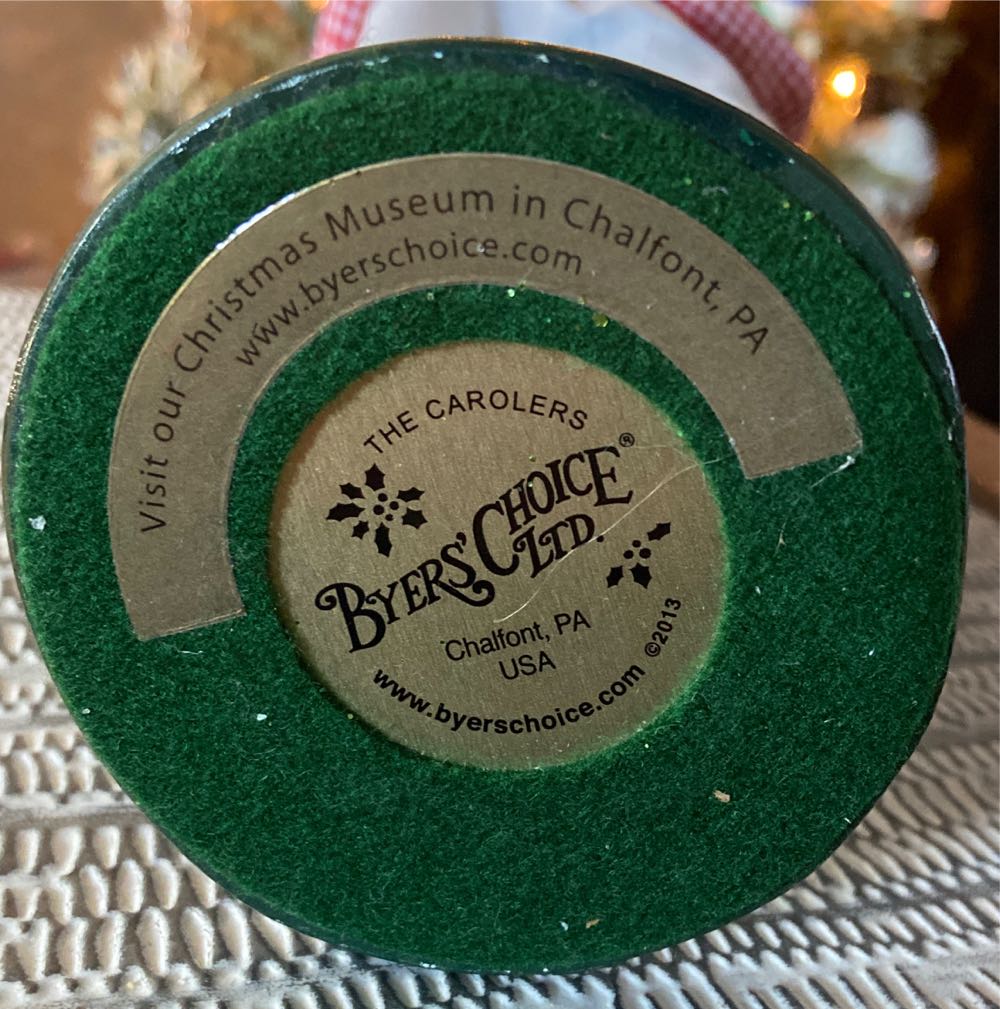 Visit our Christmas Museum in Chalfont, PA
www.byerschoice.com
THE CAROLERS
BYERS' CHOICE®
LTD.
Chalfont, PA
USA
www.byerschoice.com ©2013